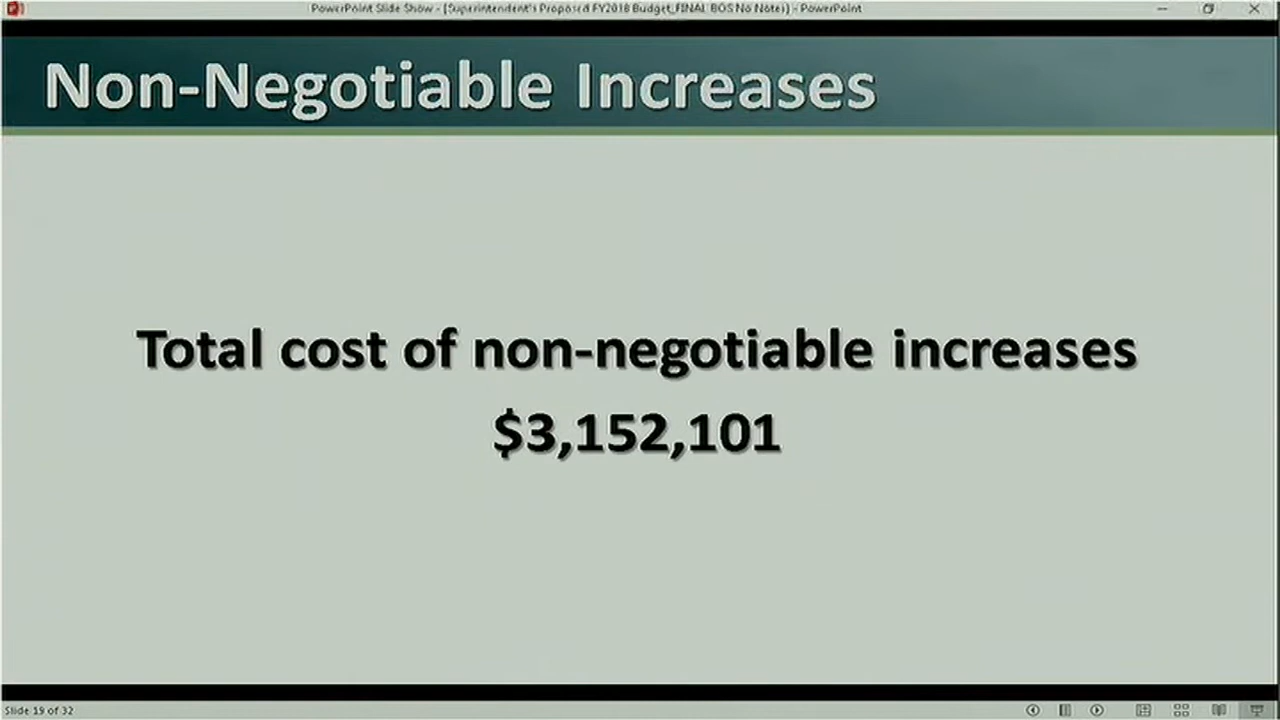 PowerPoint Slide Show - [Superintendent's Proposed FY2018 Budget_FINAL BOS No Notes] - PowerPoint
Non-Negotiable Increases
Total cost of non-negotiable increases
$3,152,101
Slide 19 of 32